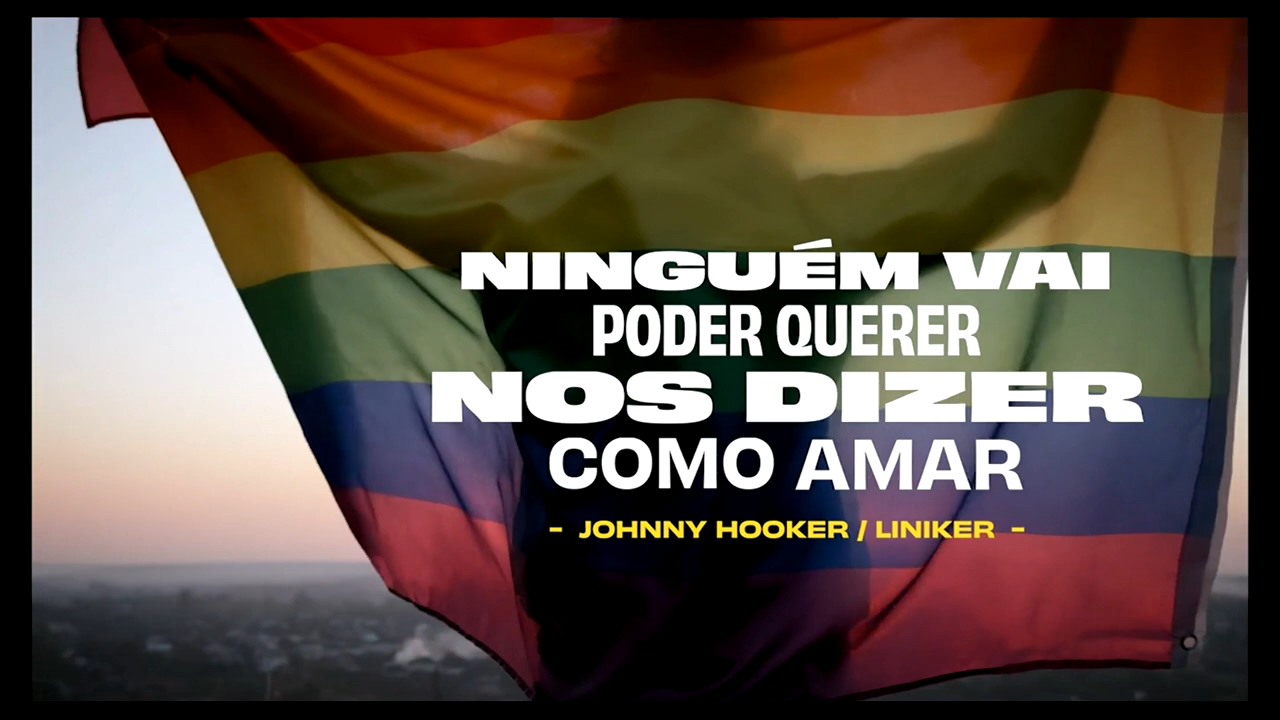 NINGUÉM VAI
PODER QUERER
NOS DIZER
COMO AMAR
- JOHNNY HOOKER / LINIKER -